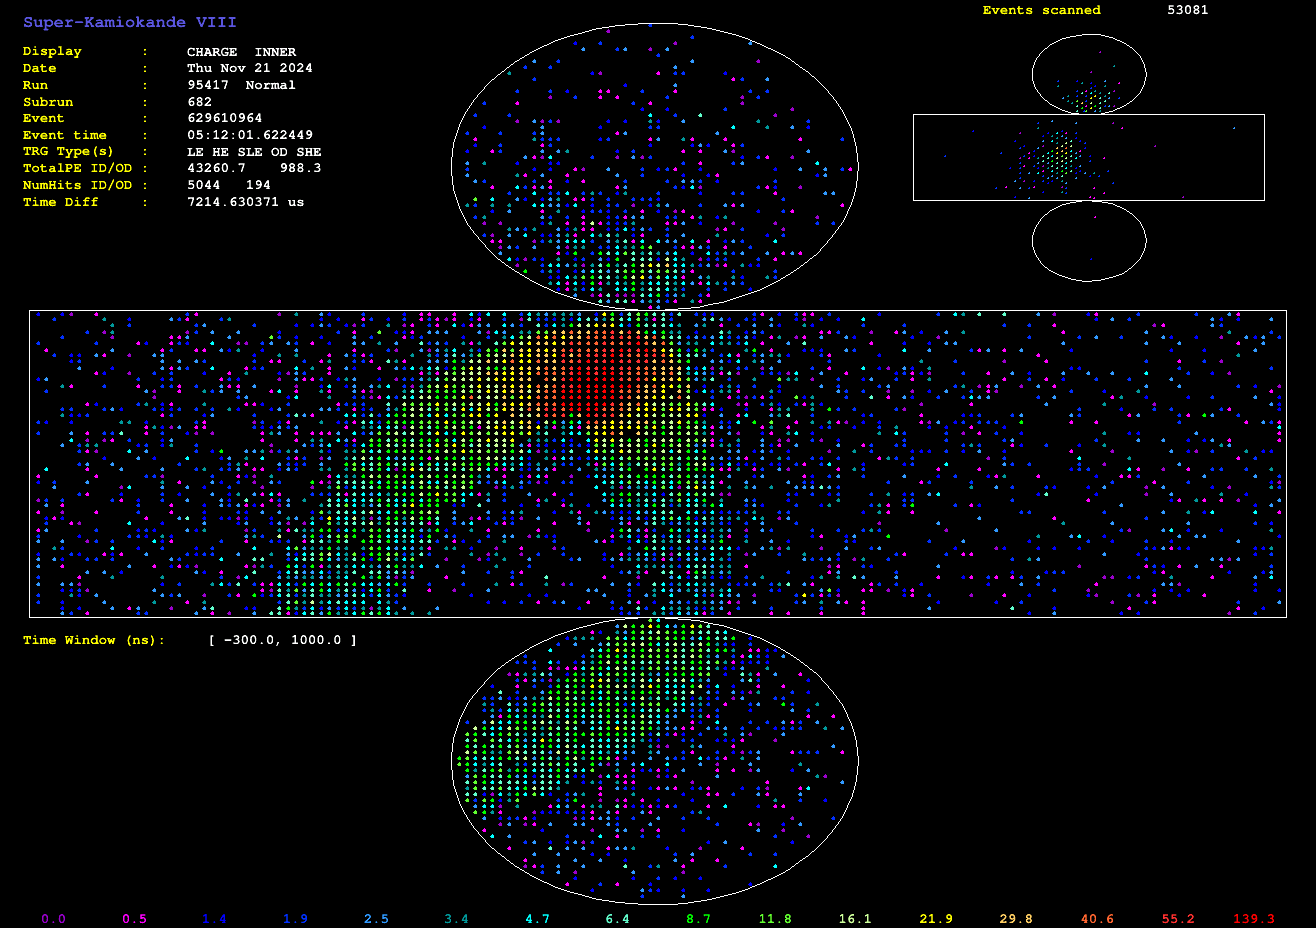 Super-Kamiokande VIII
Events scanned 53081
Display : CHARGE INNER
Date : Thu Nov 21 2024
Run : 95417 Normal
Subrun : 682
Event : 629610964
Event time : 05:12:01.622449
TRG Type(s) : LE HE SLE OD SHE
TotalPE ID/OD : 43260.7 988.3
NumHits ID/OD : 5044 194
Time Diff : 7214.630371 us
Time Window (ns): [ -300.0, 1000.0 ]
0.0 0.5 1.4 1.9 2.5 3.4 4.7 6.4 8.7 11.8 16.1 21.9 29.8 40.6 55.2 139.3